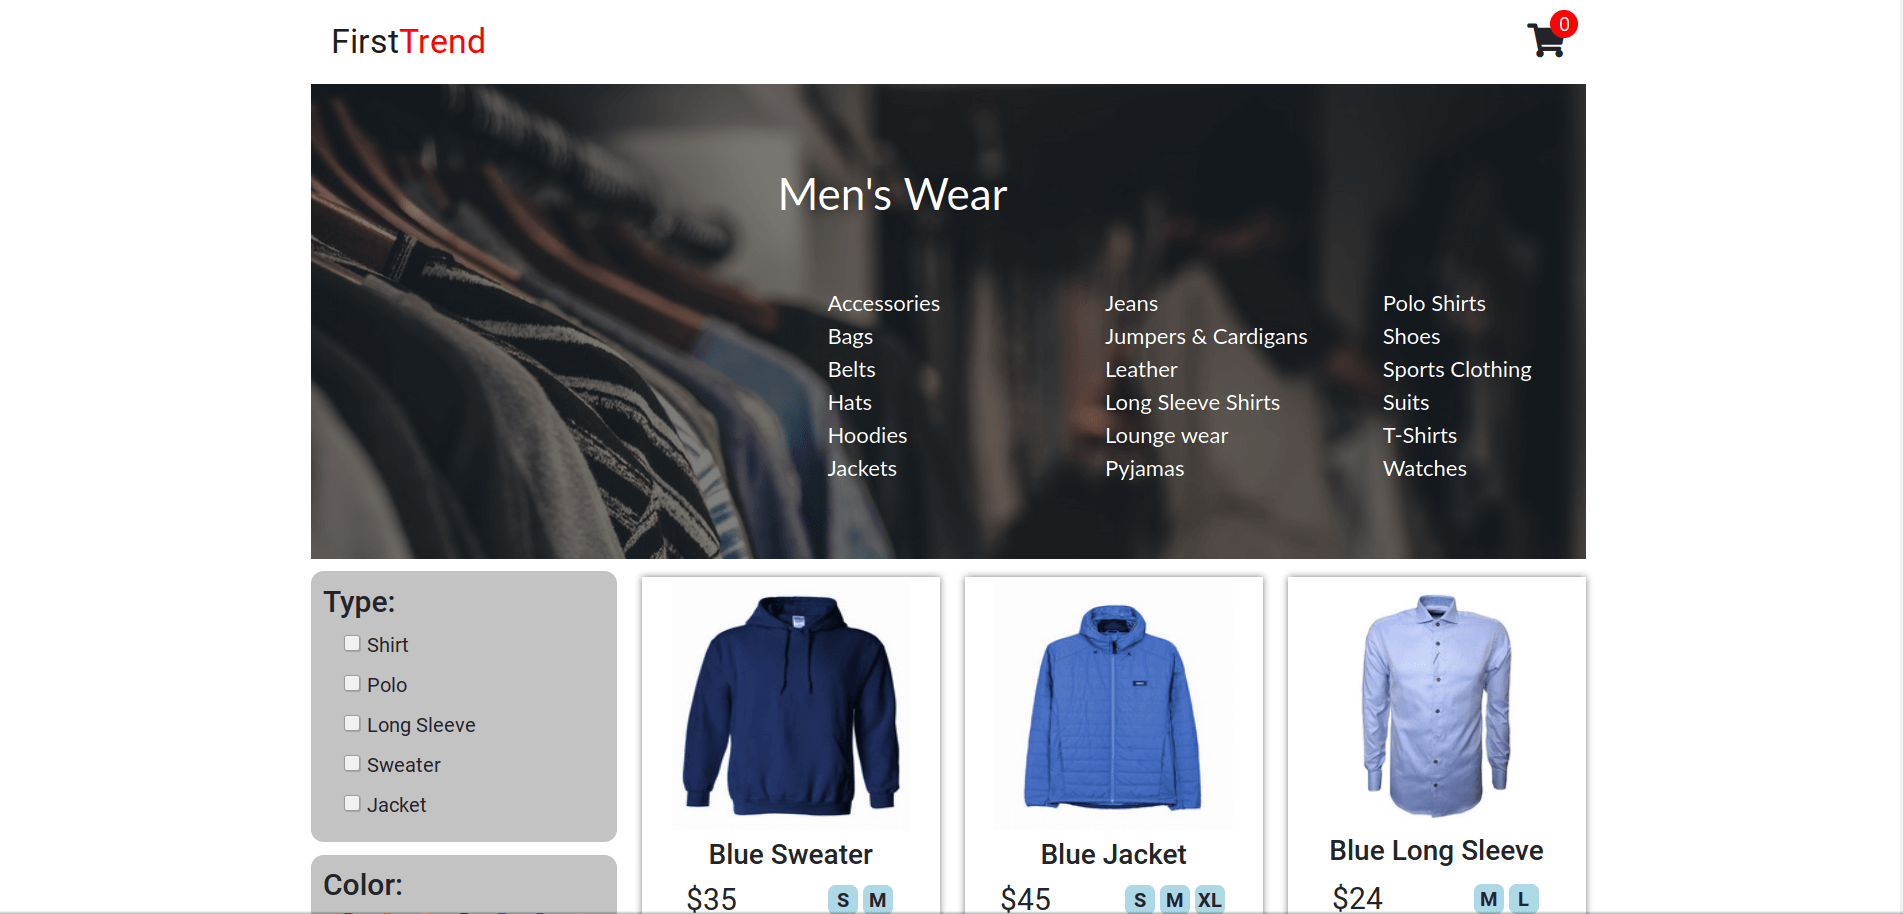 FirstTrend
0
Men's Wear
Accessories
Bags
Belts
Hats
Hoodies
Jackets
Jeans
Jumpers & Cardigans
Leather
Long Sleeve Shirts
Lounge wear
Pyjamas
Polo Shirts
Shoes
Sports Clothing
Suits
T-Shirts
Watches
Type:
Shirt
Polo
Long Sleeve
Sweater
Jacket
Color:
Blue Sweater
$35 S M
Blue Jacket
$45 S M XL
Blue Long Sleeve
$24 M L